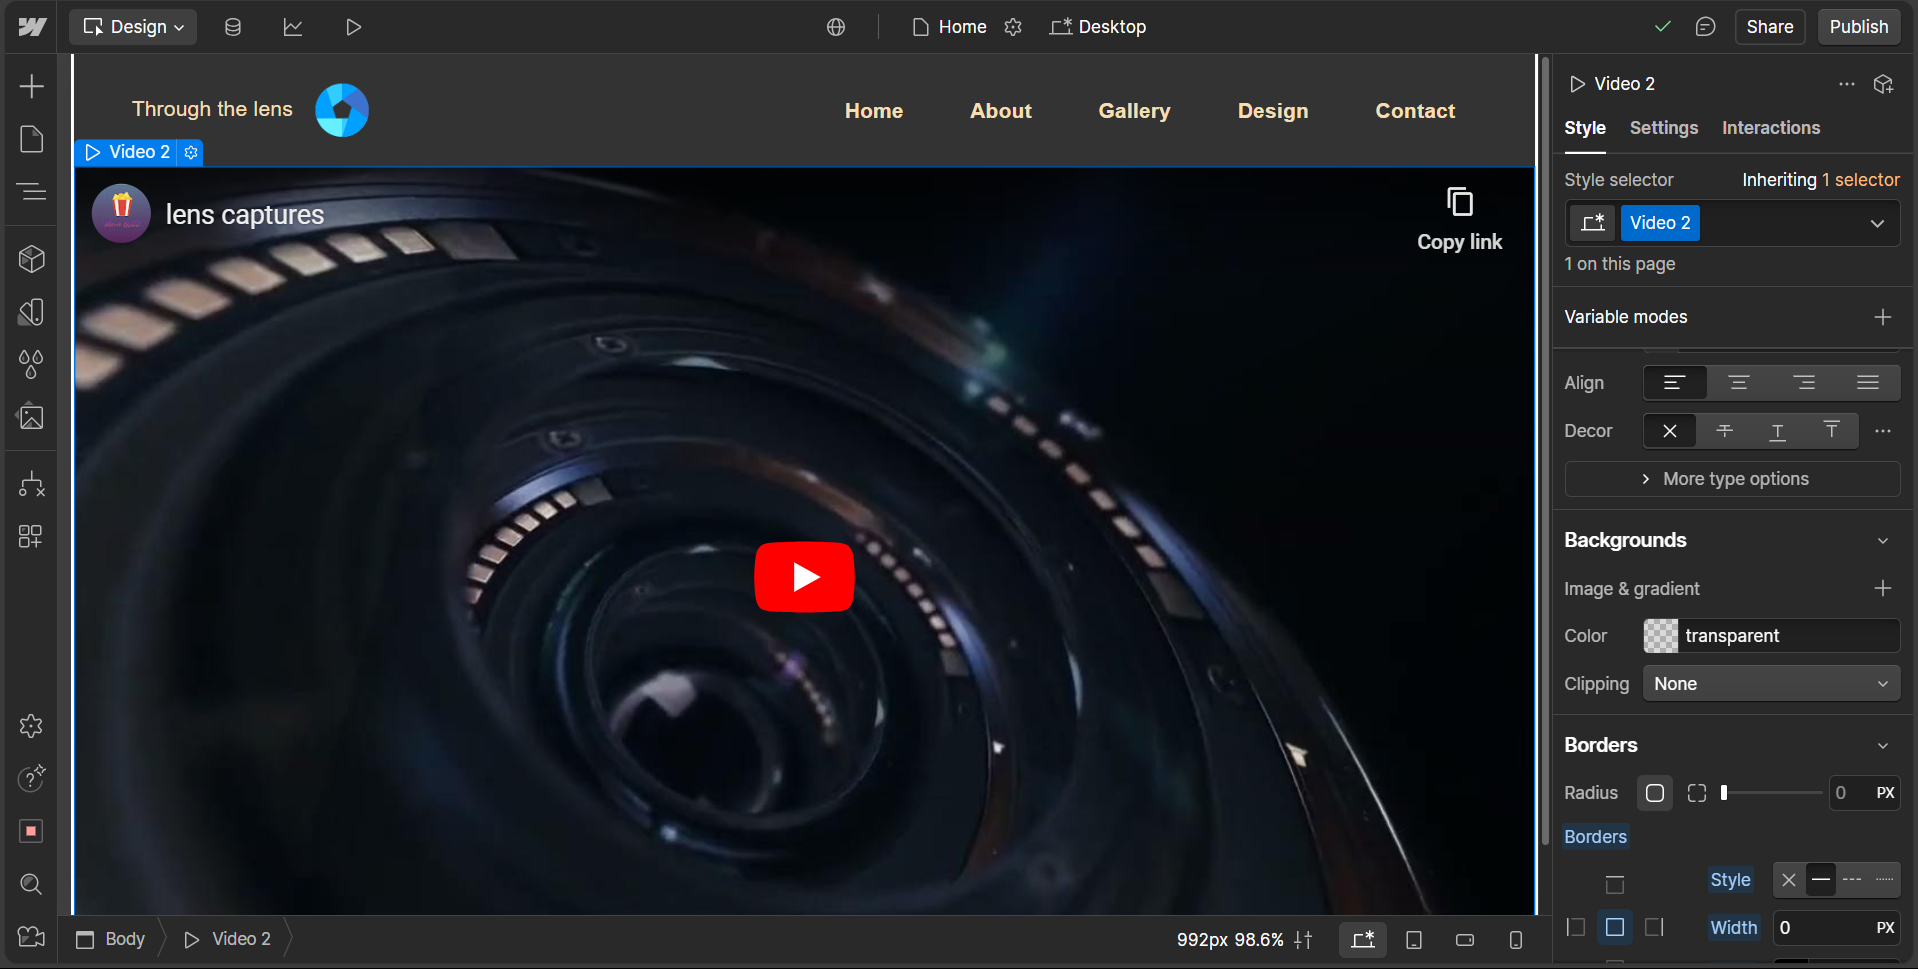 Design
Home
Desktop
Share
Publish
Through the lens
Home
About
Gallery
Design
Contact
Video 2
lens captures
Copy link
Video 2
Style
Settings
Interactions
Style selector
Inheriting 1 selector
Video 2
1 on this page
Variable modes
Align
Decor
More type options
Backgrounds
Image & gradient
Color
transparent
Clipping
None
Borders
Radius
0
PX
Borders
Style
Width
0
PX
Body
Video 2
992px 98.6%